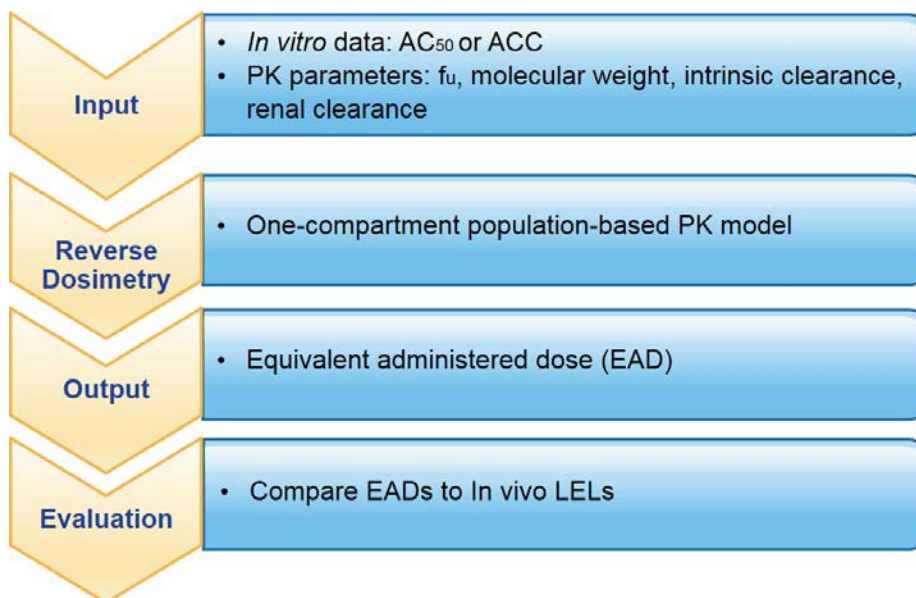 Input
• In vitro data: AC50 or ACC
• PK parameters: fu, molecular weight, intrinsic clearance,
renal clearance
Reverse
Dosimetry
• One-compartment population-based PK model
Output
• Equivalent administered dose (EAD)
Evaluation
• Compare EADs to In vivo LELs